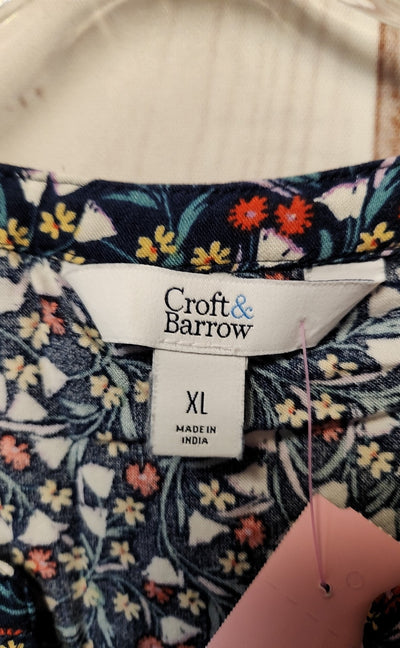 Croft&
Barrow
XL
MADE IN
INDIA